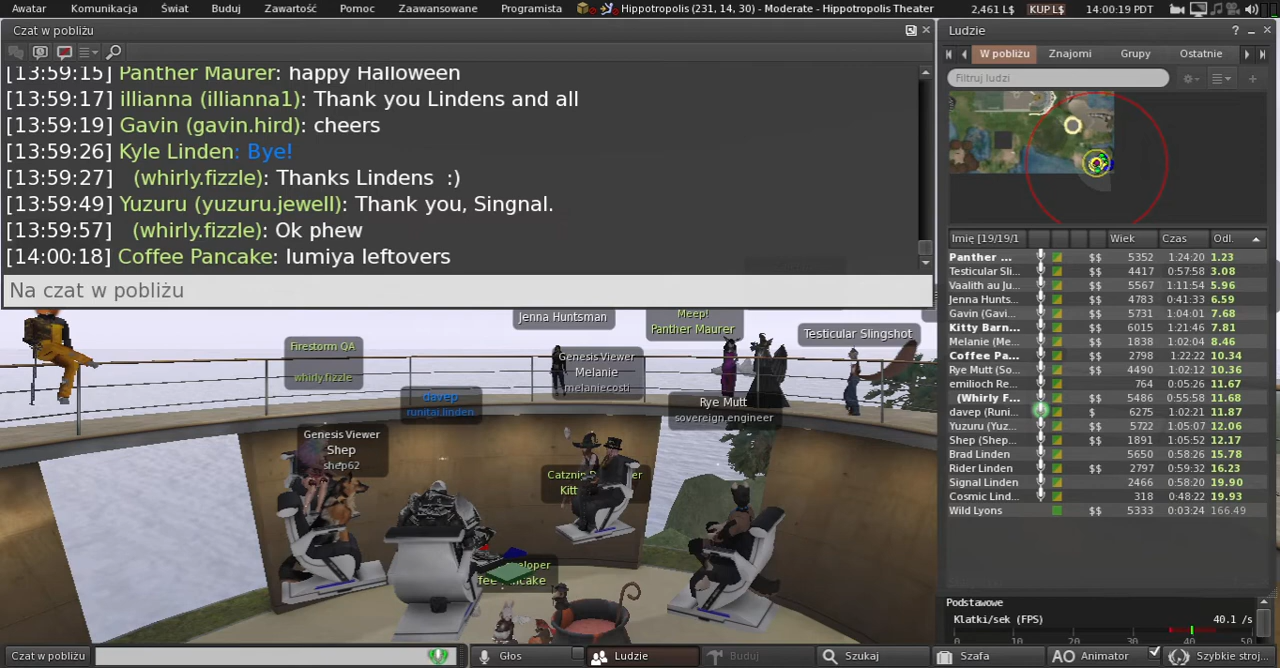 Awatar Komunikacja Świat Buduj Zawartość Pomoc Zaawansowane Programista Hippotropolis (231, 14, 30) - Moderate - Hippotropolis Theater 2,461 L$ KUP L$ 14:00:19 PDT
Czat w pobliżu
[13:59:15] Panther Maurer: happy Halloween
[13:59:17] illianna (illianna1): Thank you Lindens and all
[13:59:19] Gavin (gavin.hird): cheers
[13:59:26] Kyle Linden: Bye!
[13:59:27] (whirly.fizzle): Thanks Lindens :)
[13:59:49] Yuzuru (yuzuru.jewell): Thank you, Singnal.
[13:59:57] (whirly.fizzle): Ok phew
[14:00:18] Coffee Pancake: lumiya leftovers
Na czat w pobliżu
Jenna Huntsman
Meep!
Panther Maurer
Testicular Slingshot
Firestorm QA
whirly.fizzle
Genesis Viewer
Melanie
melaniecosti
davep
runital.linden
Rye Mutt
sovereign.engineer
Genesis Viewer
Shep
shep62
Ludzie
W pobliżu Znajomi Grupy Ostatnie
Filtruj ludzi
Imię [19/19/1 Wiek Czas Odl.
Panther ... $$ 5352 1:24:20 1.23
Testicular Sli... $$ 4417 0:57:58 3.08
Vaalith au Ju... $$ 5567 1:11:54 5.96
Jenna Hunts... $$ 4783 0:41:33 6.59
Gavin (Gavi... $$ 5731 1:04:01 7.68
Kitty Barn... $$ 6015 1:21:46 7.81
Melanie (Me... $$ 1838 1:02:04 8.46
Coffee Pa... $$ 2798 1:22:22 10.34
Rye Mutt (So... $$ 4490 1:02:12 10.36
emilioch Re... 764 0:05:26 11.67
(Whirly F... $$ 5486 0:55:58 11.68
davep (Runi... $ 6275 1:02:21 11.87
Yuzuru (Yuz... $$ 5722 1:05:07 12.06
Shep (Shep... $$ 1891 1:05:52 12.17
Brad Linden 5650 0:58:26 15.78
Rider Linden $$ 2797 0:59:32 16.23
Signal Linden 2466 0:58:20 19.90
Cosmic Lind... 318 0:48:22 19.93
Wild Lyons $$ 5333 0:03:24 166.49
Podstawowe
Klatki/sek (FPS) 40.1 /s
0 10 20 30 40 50
Czat w pobliżu Głos Ludzie Buduj Szukaj Szafa AO Animator Szybkie stroj...